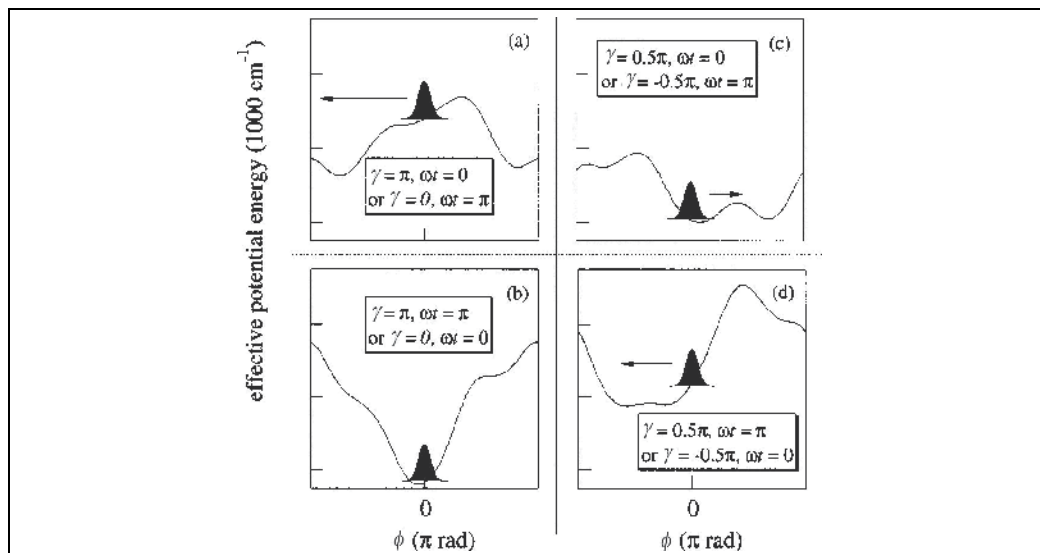 effective potential energy (1000 cm⁻¹)
(a)
γ = π, ωt = 0
or γ = 0, ωt = π
(c)
γ = 0.5π, ωt = 0
or γ = -0.5π, ωt = π
(b)
γ = π, ωt = π
or γ = 0, ωt = 0
(d)
γ = 0.5π, ωt = π
or γ = -0.5π, ωt = 0
0
0
ϕ (π rad)
ϕ (π rad)